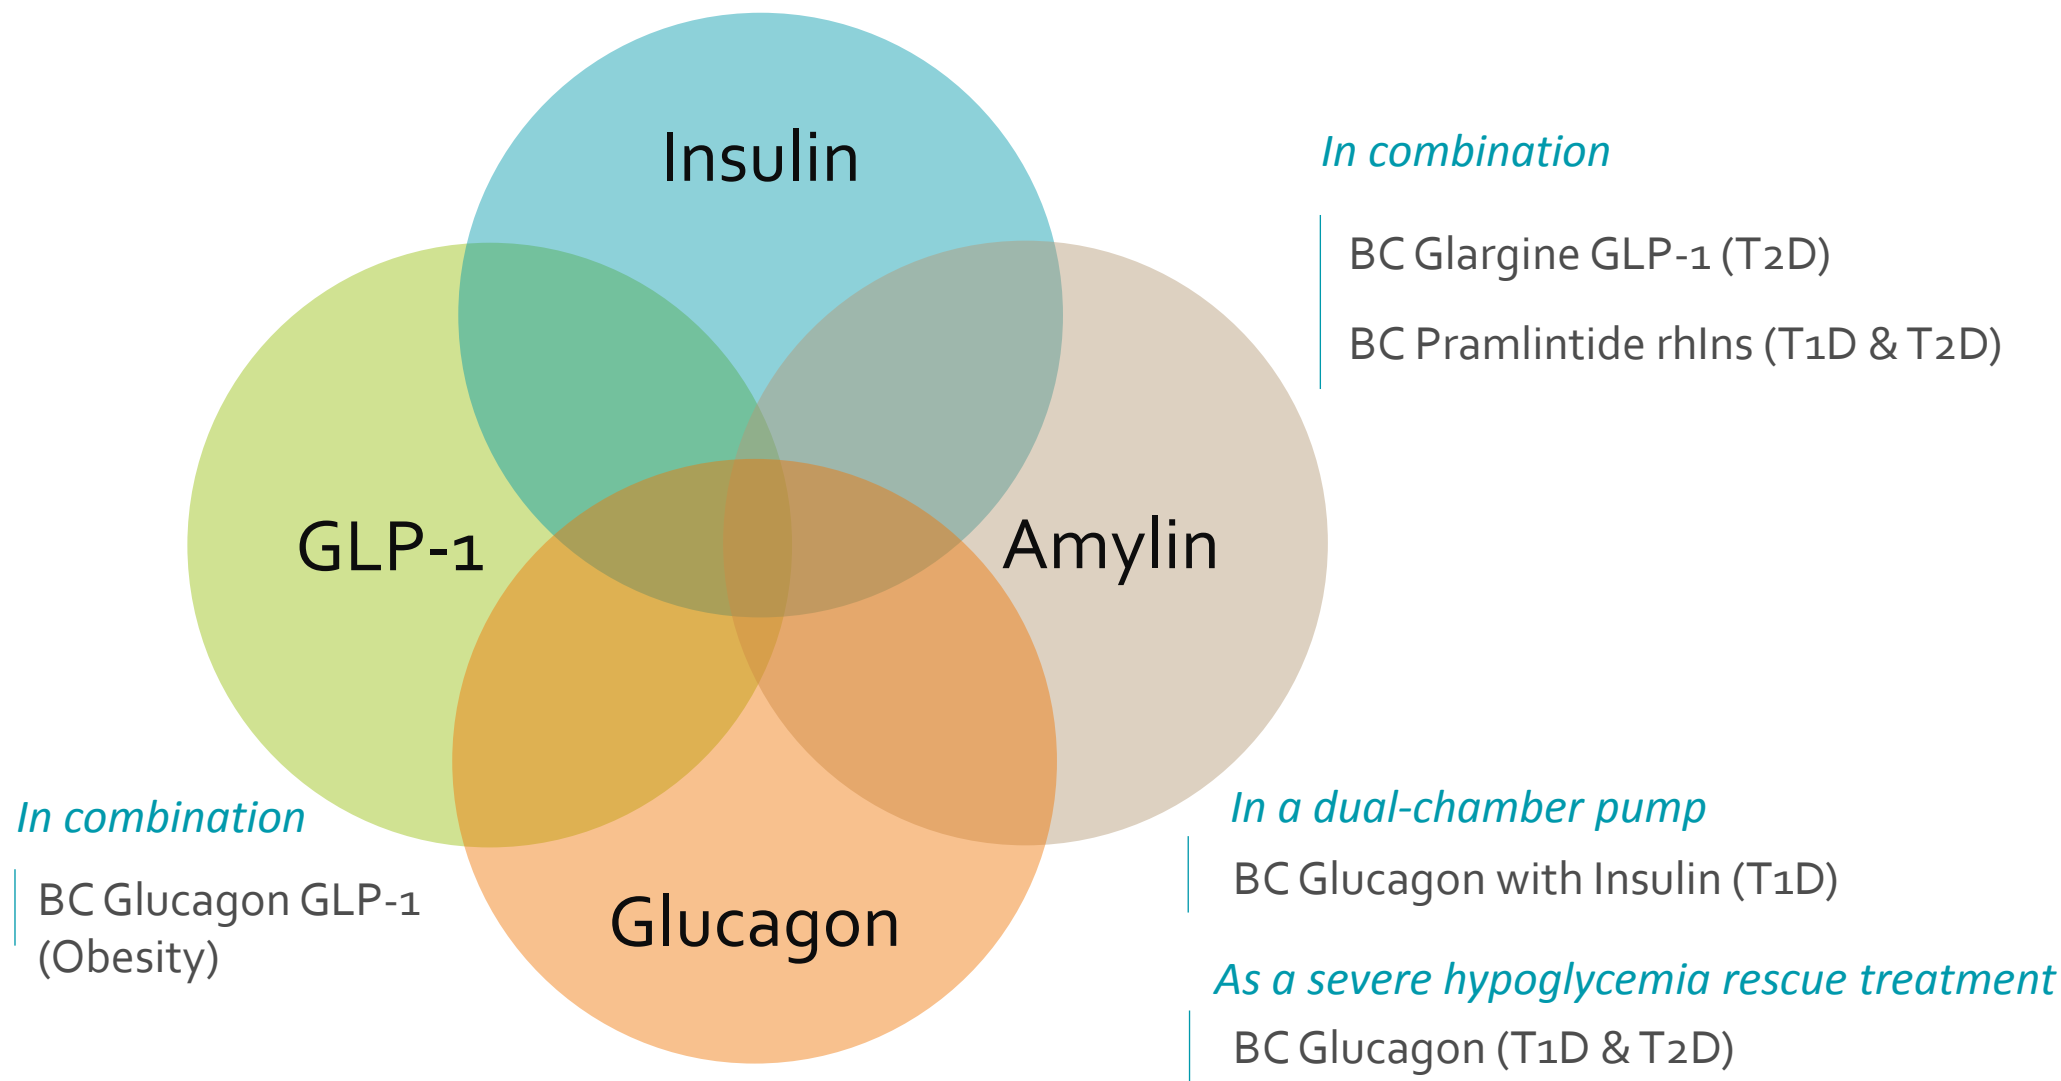 Insulin
GLP-1
Amylin
Glucagon
In combination
BC Glargine GLP-1 (T2D)
BC Pramlintide rhIns (T1D & T2D)
In combination
BC Glucagon GLP-1
(Obesity)
In a dual-chamber pump
BC Glucagon with Insulin (T1D)
As a severe hypoglycemia rescue treatment
BC Glucagon (T1D & T2D)